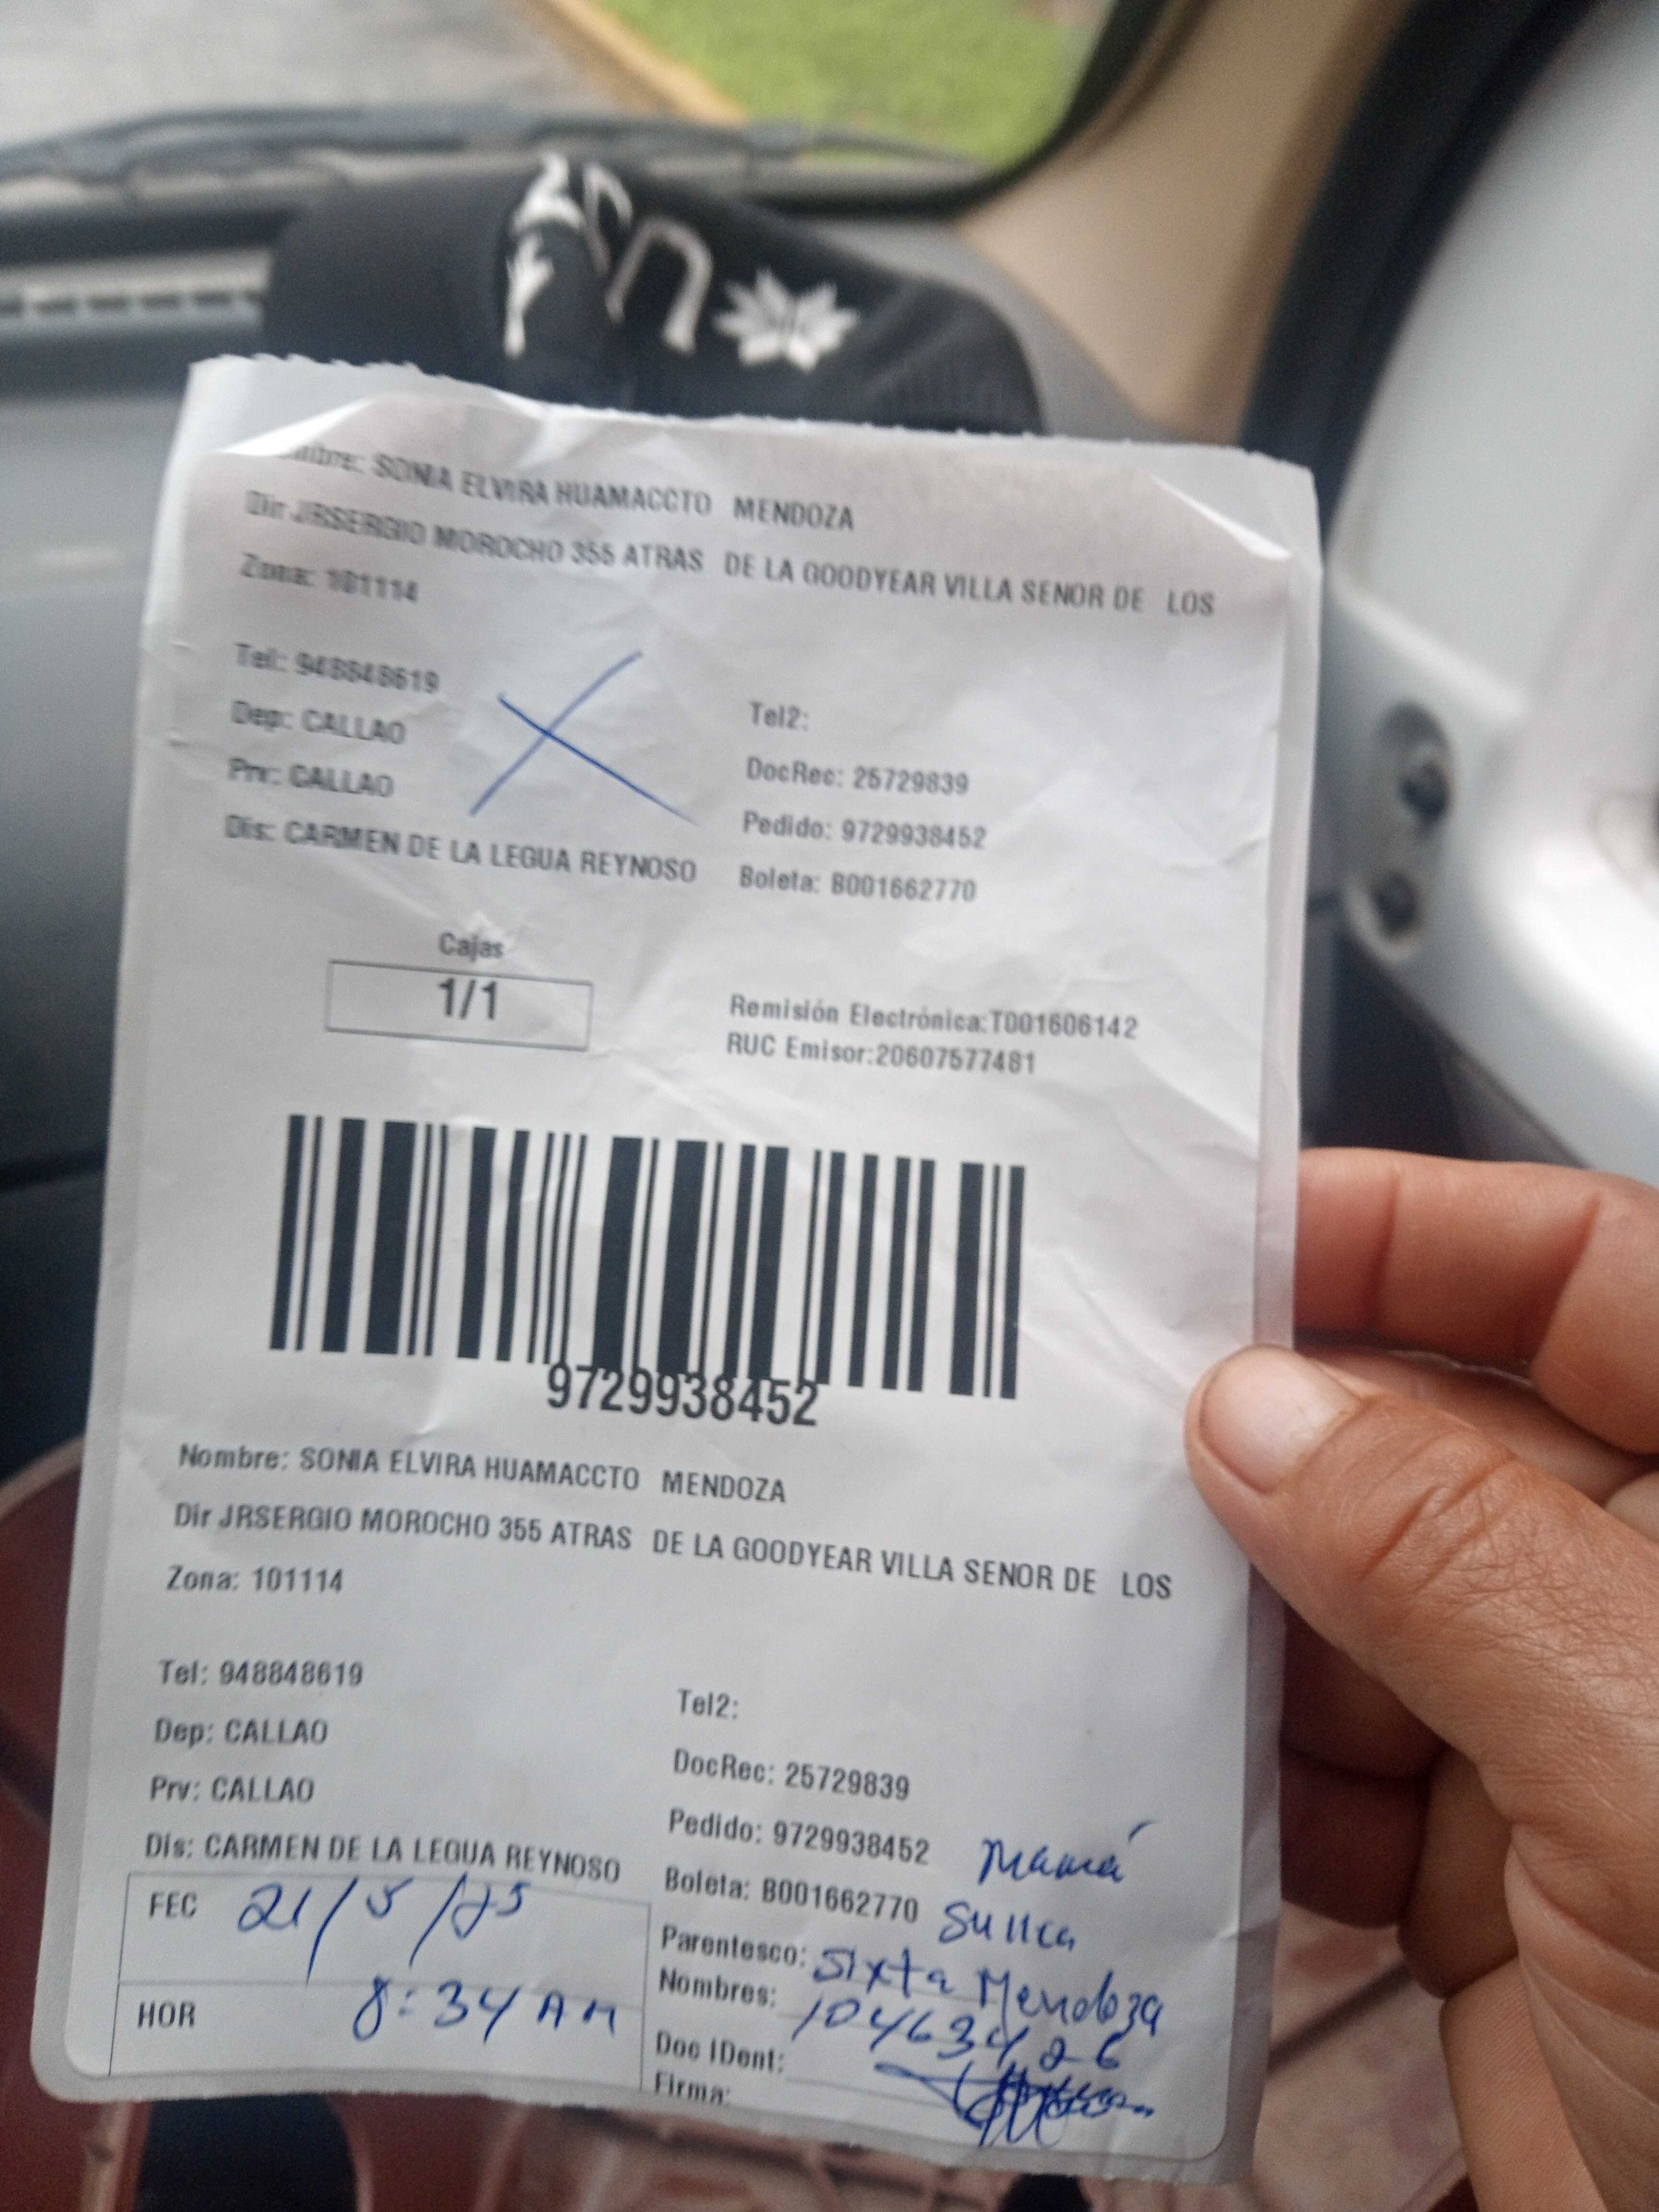 mbre: SONIA ELVIRA HUAMACCTO MENDOZA
Dir JRSERGIO MOROCHO 355 ATRAS DE LA GOODYEAR VILLA SENOR DE LOS
Zona: 101114
Tel: 948848619
Tel2:
Dep: CALLAO
DocRec: 25729839
Prv: CALLAO
Pedido: 9729938452
Dis: CARMEN DE LA LEGUA REYNOSO
Boleta: B001662770
Cajas
1/1
Remisión Electrónica:T001606142
RUC Emisor:20607577481
9729938452
Nombre: SONIA ELVIRA HUAMACCTO MENDOZA
Dir JRSERGIO MOROCHO 355 ATRAS DE LA GOODYEAR VILLA SENOR DE LOS
Zona: 101114
Tel: 948848619
Tel2:
Dep: CALLAO
DocRec: 25729839
Prv: CALLAO
Pedido: 9729938452
Mamá
Dis: CARMEN DE LA LEGUA REYNOSO
Boleta: B001662770
Sullca
FEC 21/5/25
Parentesco: Sixta Mendoza
Nombres: 10463426
HOR 8:34 AM
Doc IDent:
Firma: